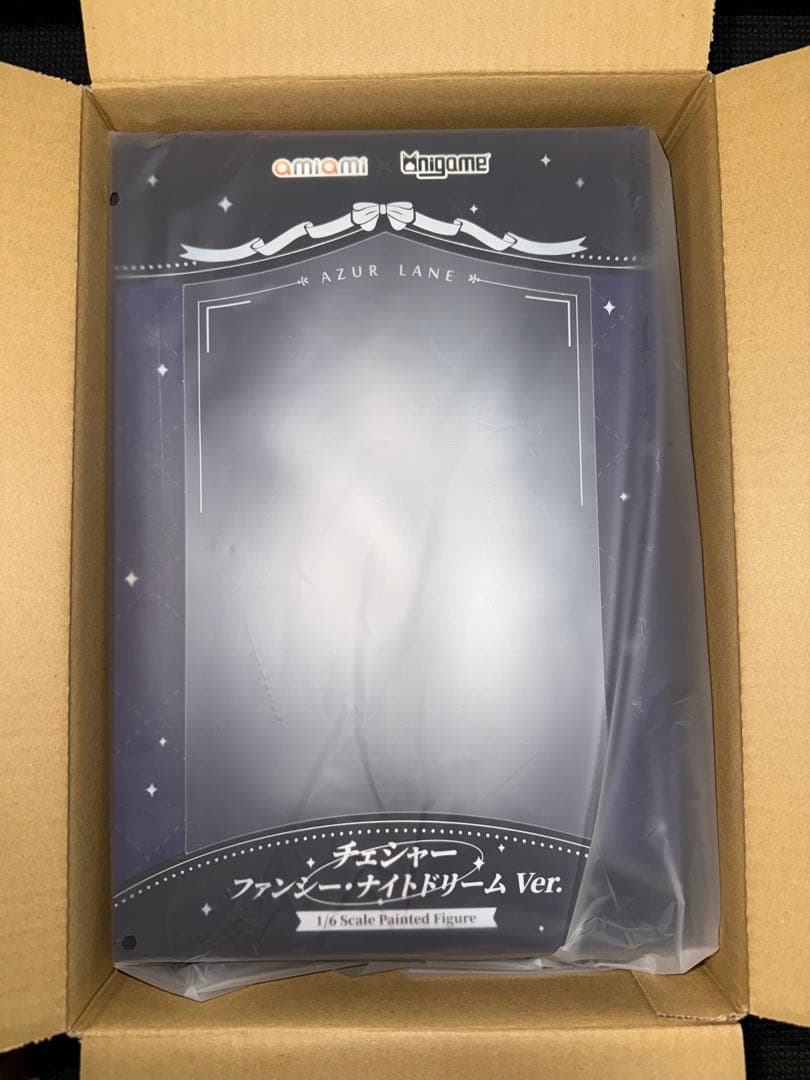 amiami × Onigame
AZUR LANE
チェシャー
ファンシー・ナイトドリーム Ver.
1/6 Scale Painted Figure